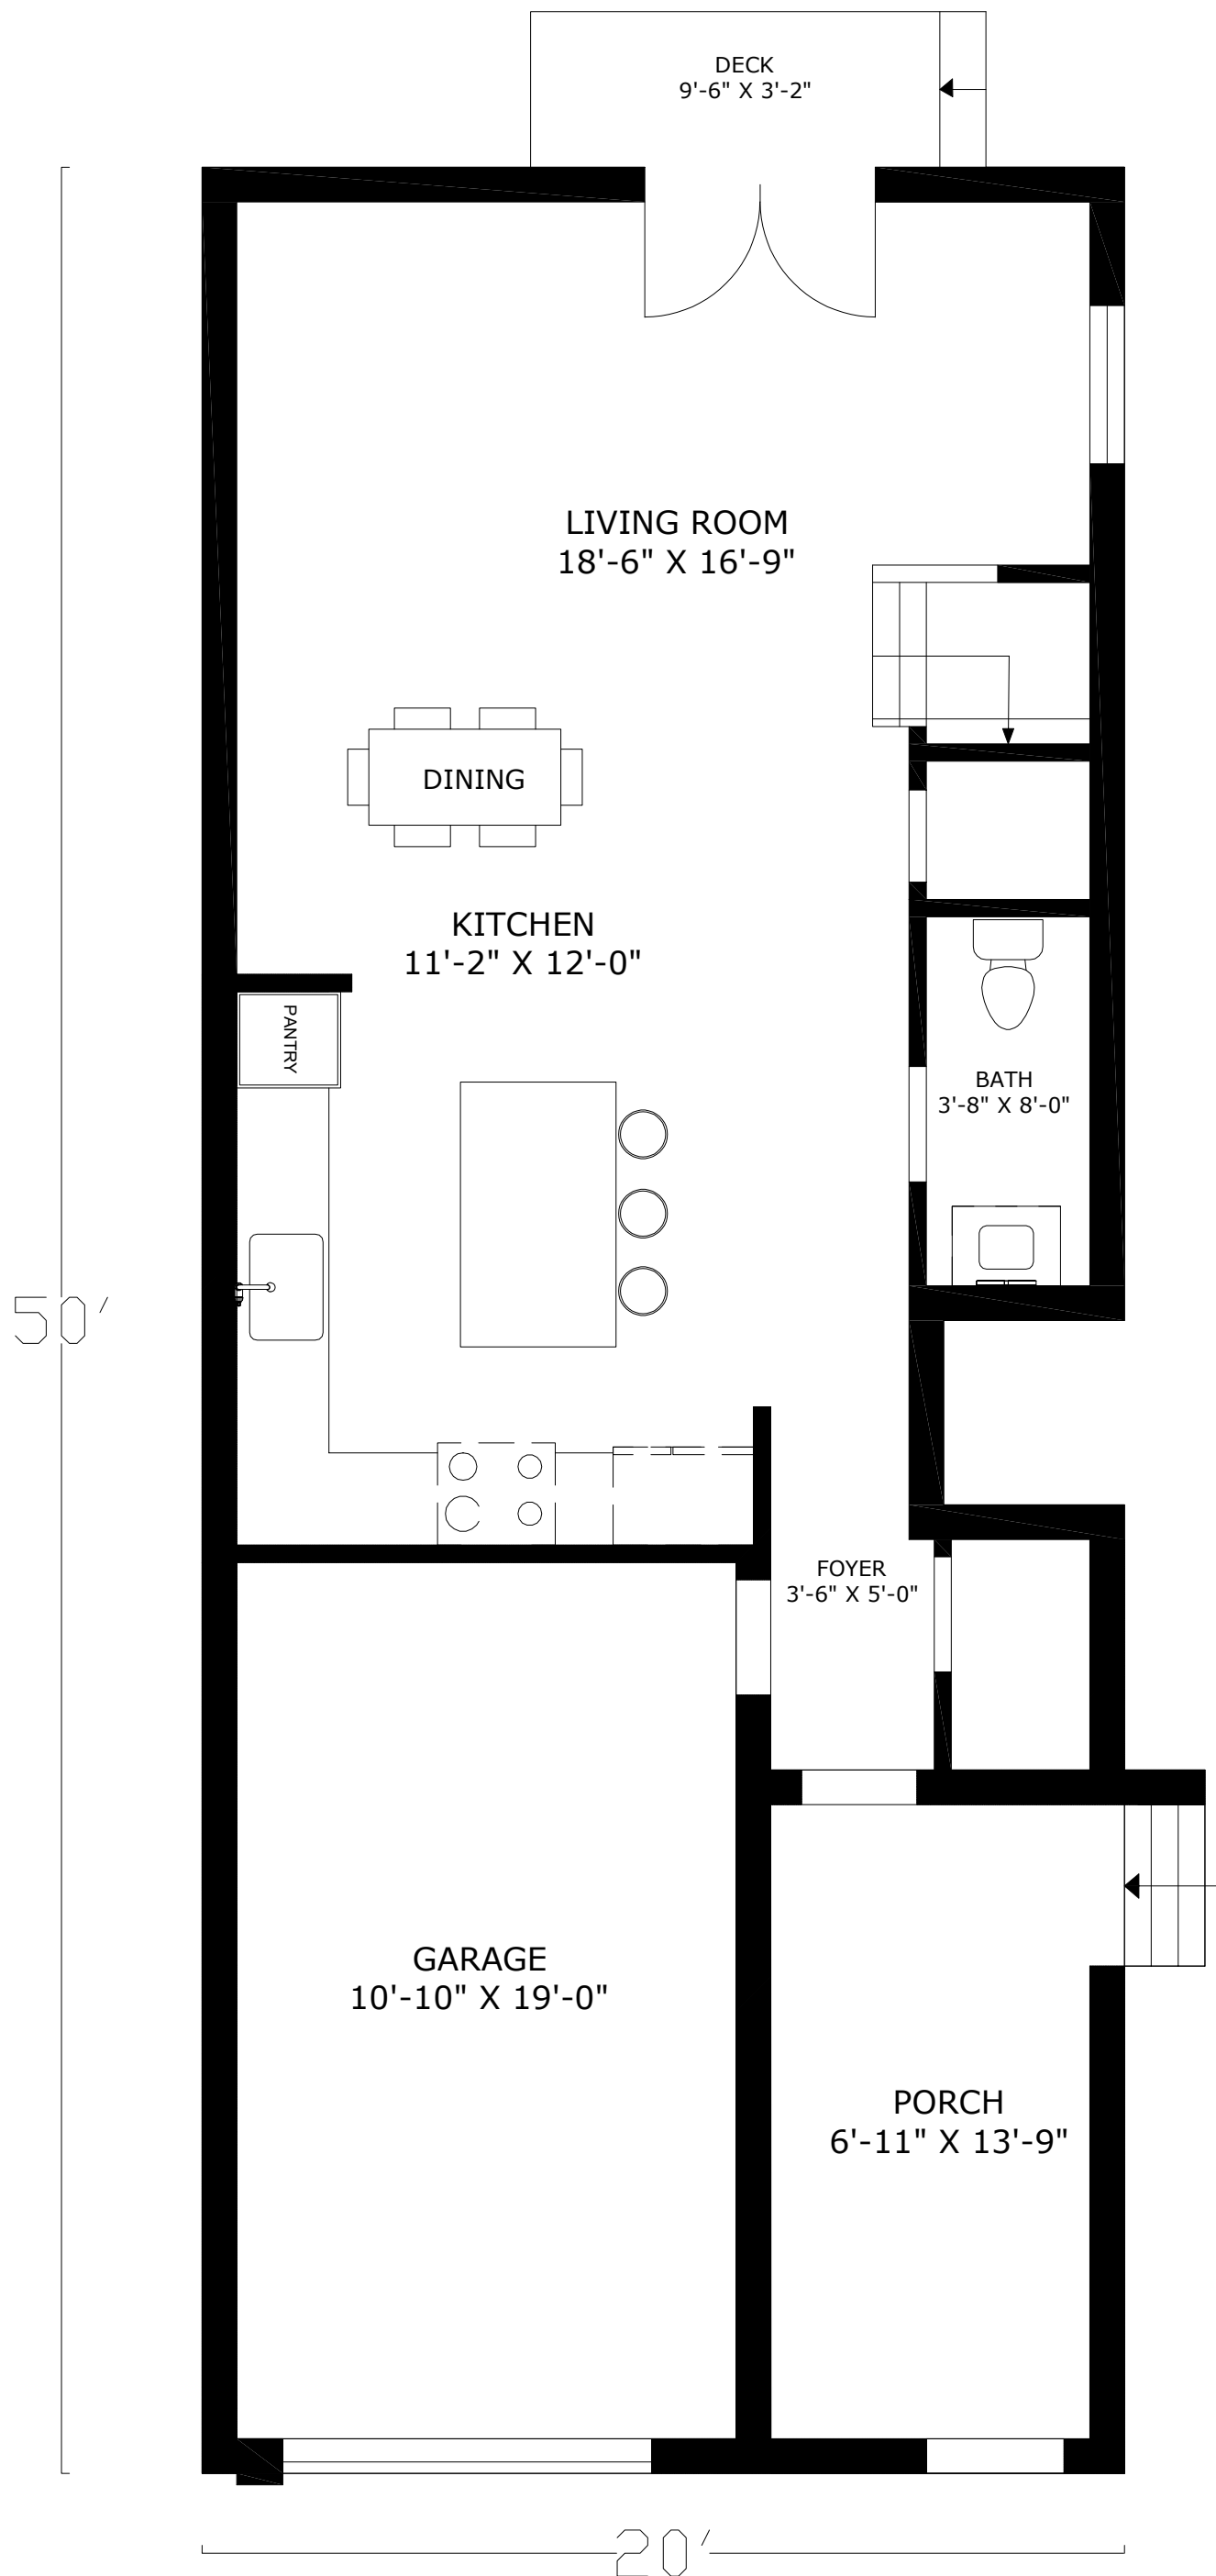 DECK
9'-6" X 3'-2"
LIVING ROOM
18'-6" X 16'-9"
DINING
KITCHEN
11'-2" X 12'-0"
PANTRY
BATH
3'-8" X 8'-0"
50'
FOYER
3'-6" X 5'-0"
GARAGE
10'-10" X 19'-0"
PORCH
6'-11" X 13'-9"
20'